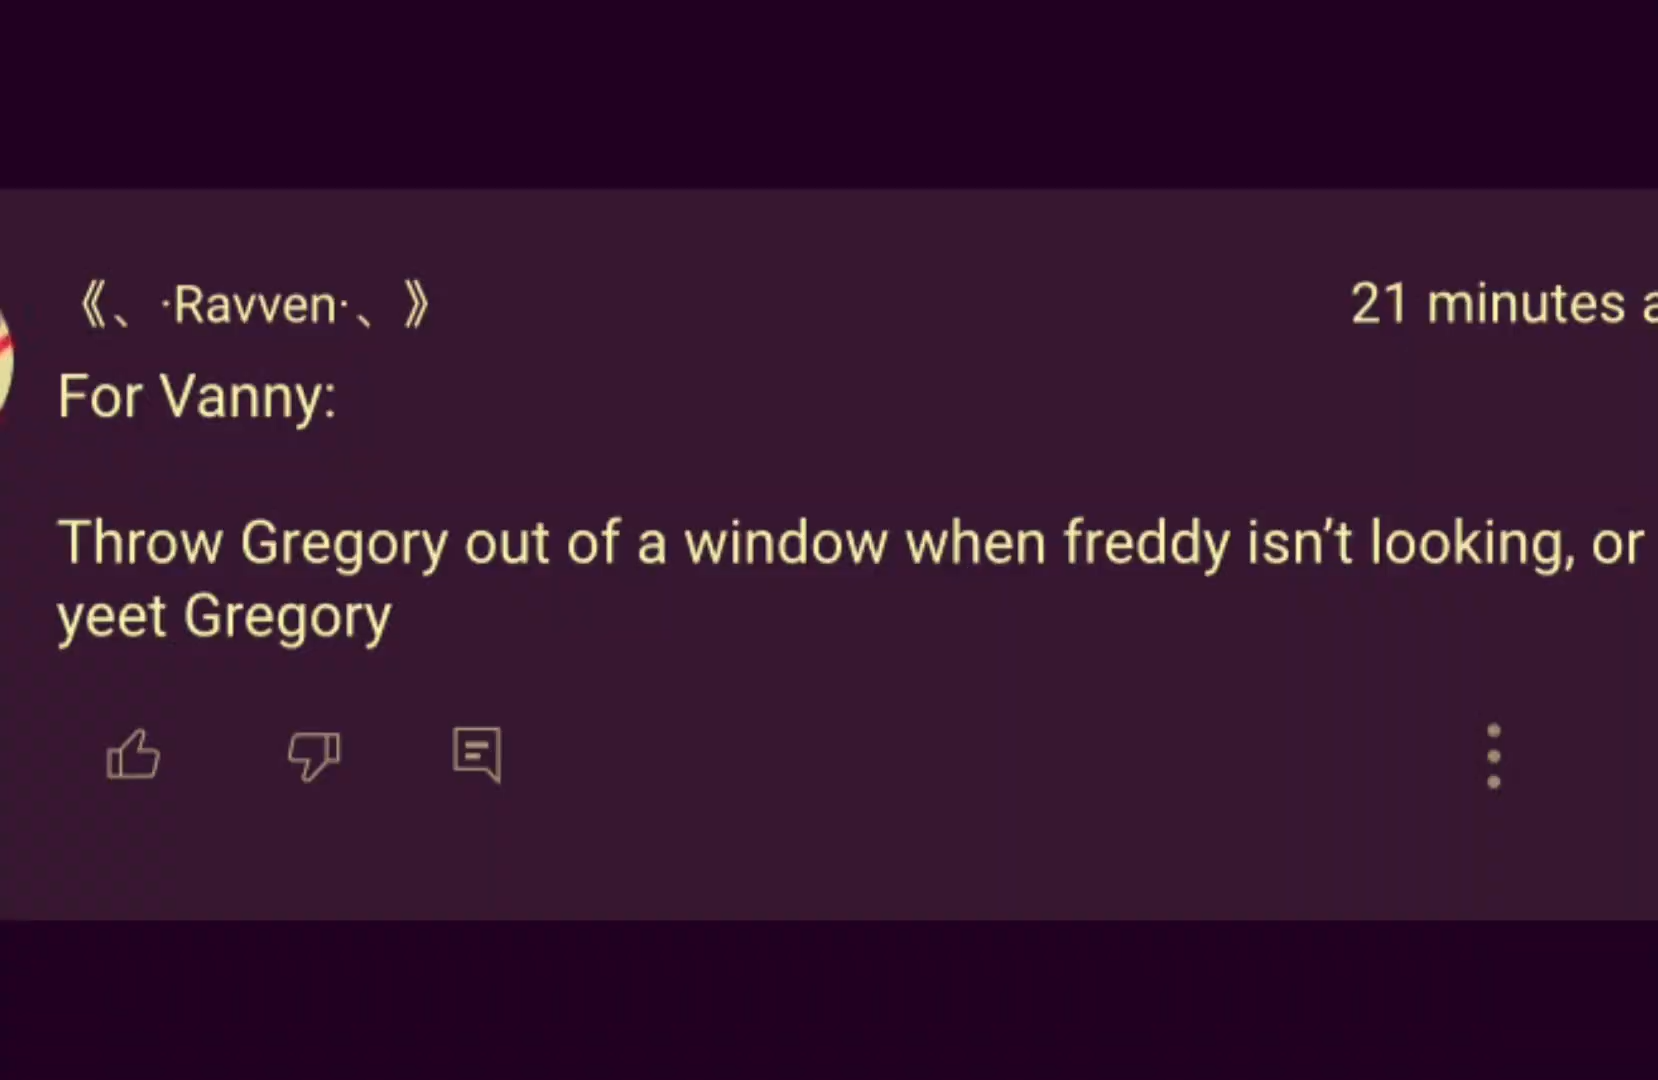 《、·Ravven·、》
21 minutes
For Vanny:
Throw Gregory out of a window when freddy isn't looking, or
yeet Gregory